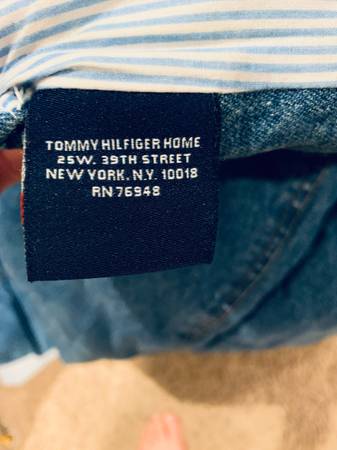 TOMMY HILFIGER HOME
25W. 39TH STREET
NEW YORK, N.Y. 10018
RN 76948